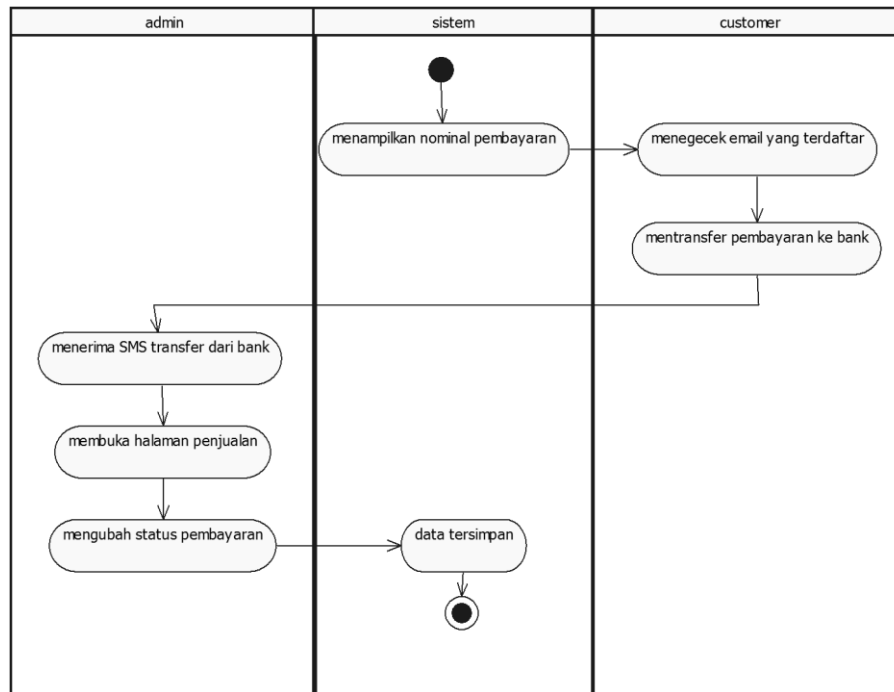 admin
sistem
customer
menampilkan nominal pembayaran
menegecek email yang terdaftar
mentransfer pembayaran ke bank
menerima SMS transfer dari bank
membuka halaman penjualan
mengubah status pembayaran
data tersimpan